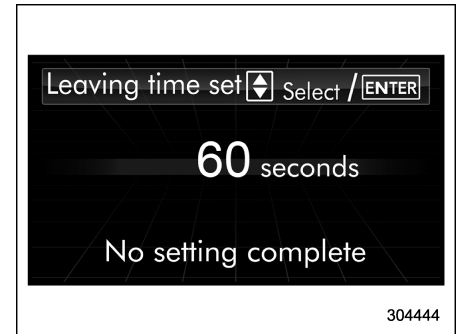 Leaving time set Select / ENTER
60 seconds
No setting complete
304444